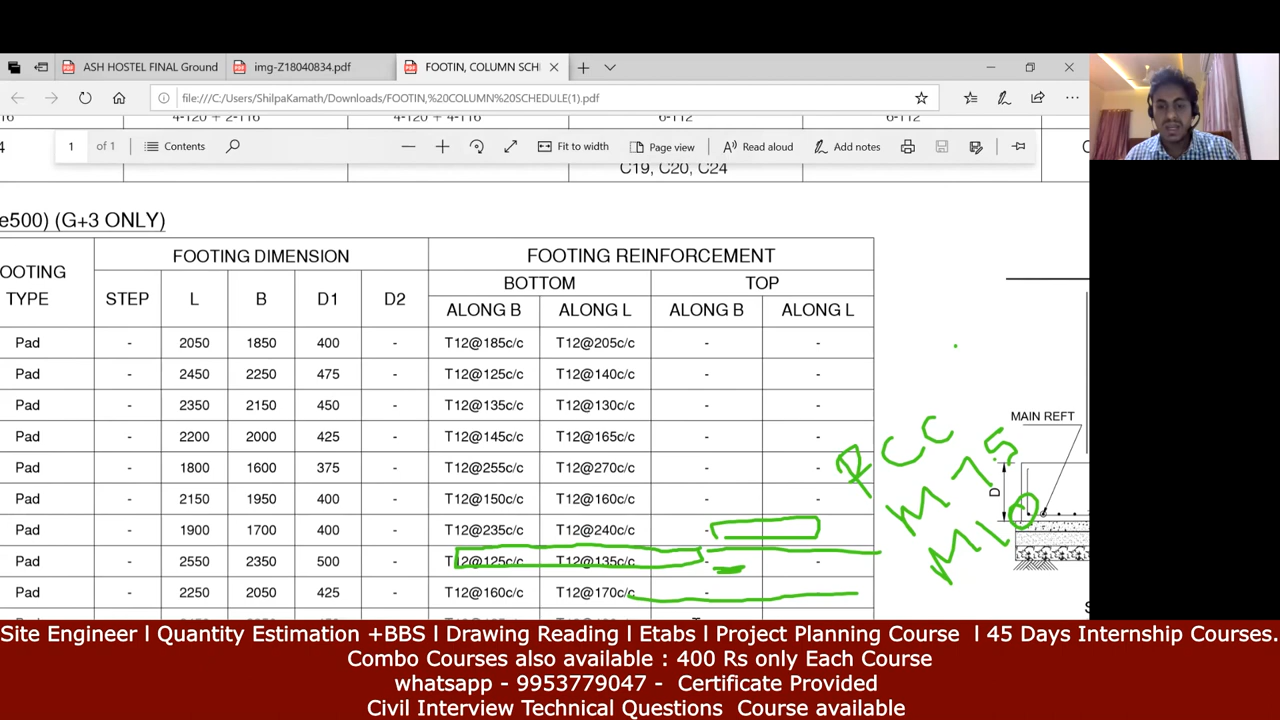 ASH HOSTEL FINAL Ground
img-Z18040834.pdf
FOOTIN, COLUMN SCH
file:///C:/Users/ShilpaKamath/Downloads/FOOTIN,%20COLUMN%20SCHEDULE(1).pdf
1 of 1 Contents Fit to width Page view Read aloud Add notes
C19, C20, C24
e500) (G+3 ONLY)
OOTING TYPE
FOOTING DIMENSION
FOOTING REINFORCEMENT
BOTTOM TOP
STEP L B D1 D2 ALONG B ALONG L ALONG B ALONG L
Pad - 2050 1850 400 - T12@185c/c T12@205c/c - -
Pad - 2450 2250 475 - T12@125c/c T12@140c/c - -
Pad - 2350 2150 450 - T12@135c/c T12@130c/c - -
Pad - 2200 2000 425 - T12@145c/c T12@165c/c - -
Pad - 1800 1600 375 - T12@255c/c T12@270c/c - -
Pad - 2150 1950 400 - T12@150c/c T12@160c/c - -
Pad - 1900 1700 400 - T12@235c/c T12@240c/c -
Pad - 2550 2350 500 - T12@125c/c T12@135c/c - -
Pad - 2250 2050 425 - T12@160c/c T12@170c/c - -
MAIN REFT
D
RCC
M 7.5
M10
Site Engineer l Quantity Estimation +BBS l Drawing Reading l Etabs l Project Planning Course l 45 Days Internship Courses.
Combo Courses also available : 400 Rs only Each Course
whatsapp - 9953779047 - Certificate Provided
Civil Interview Technical Questions Course available